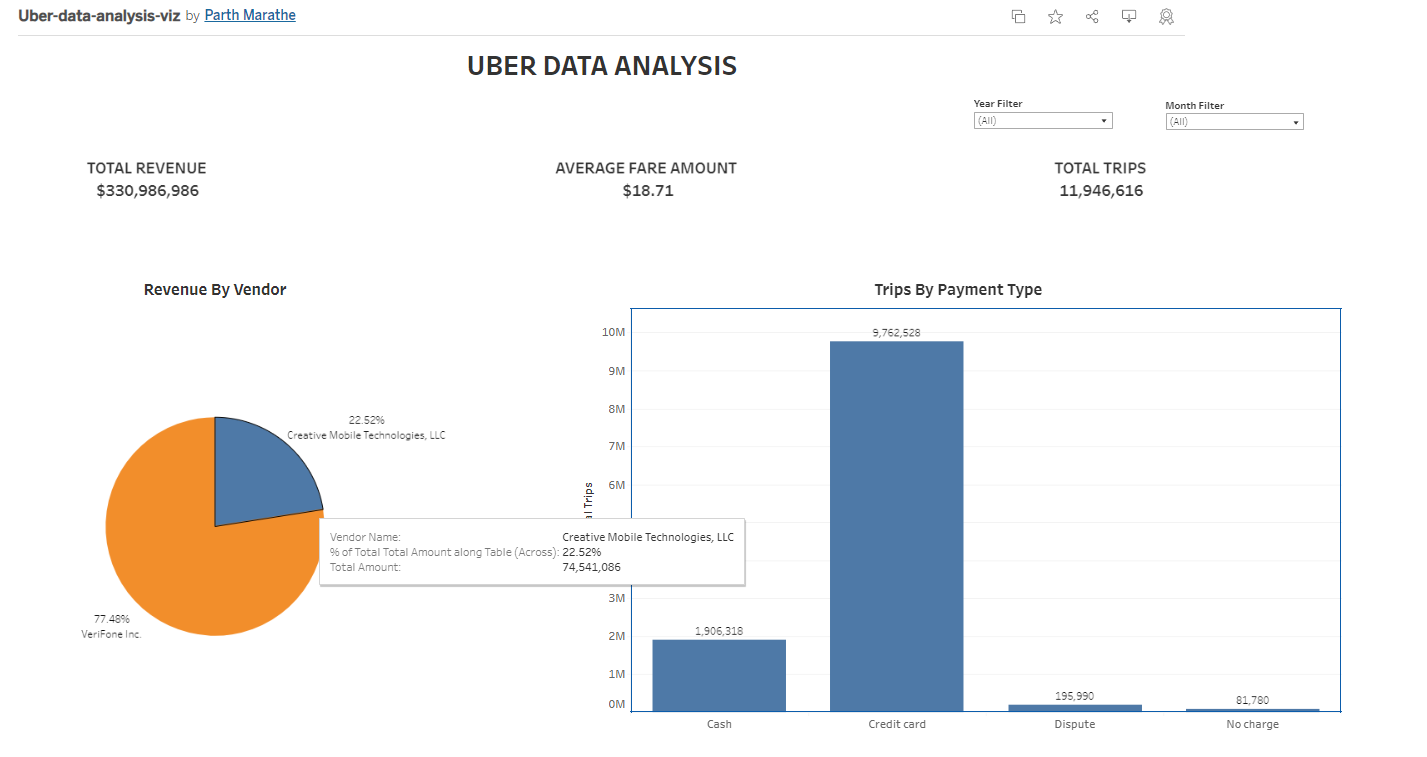 Uber-data-analysis-viz by Parth Marathe
UBER DATA ANALYSIS
Year Filter
(All)
Month Filter
(All)
TOTAL REVENUE
$330,986,986
AVERAGE FARE AMOUNT
$18.71
TOTAL TRIPS
11,946,616
Revenue By Vendor
22.52%
Creative Mobile Technologies, LLC
77.48%
VeriFone Inc.
Vendor Name: Creative Mobile Technologies, LLC
% of Total Total Amount along Table (Across): 22.52%
Total Amount: 74,541,086
Trips By Payment Type
Trips
10M
9M
8M
7M
6M
3M
2M
1M
0M
1,906,318
9,762,528
195,990
81,780
Cash
Credit card
Dispute
No charge